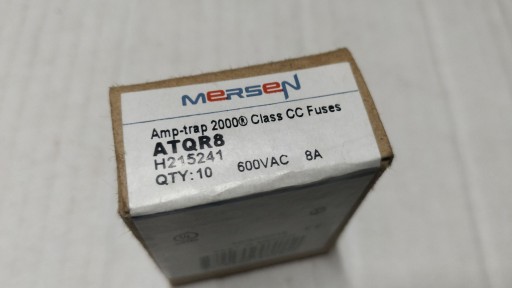 MERSEN
Amp-trap 2000® Class CC Fuses
ATQR8
H215241
QTY:10 600VAC 8A